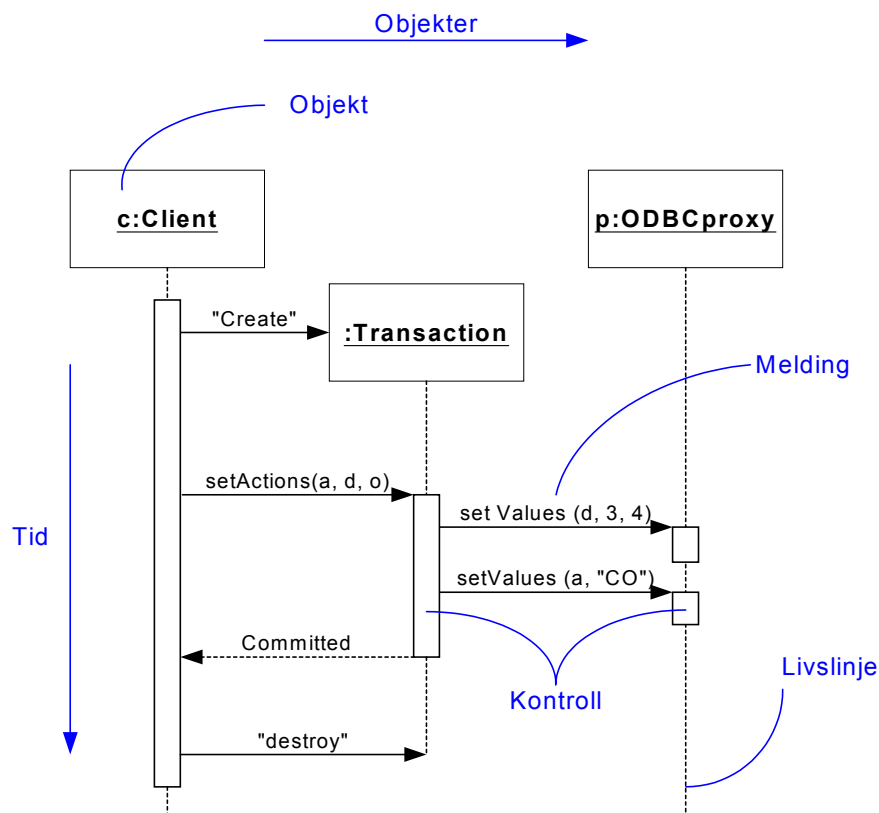 Objekter
Objekt
c:Client
p:ODBCproxy
"Create"
:Transaction
Melding
setActions(a, d, o)
set Values (d, 3, 4)
Tid
setValues (a, "CO")
Committed
Livslinje
Kontroll
"destroy"